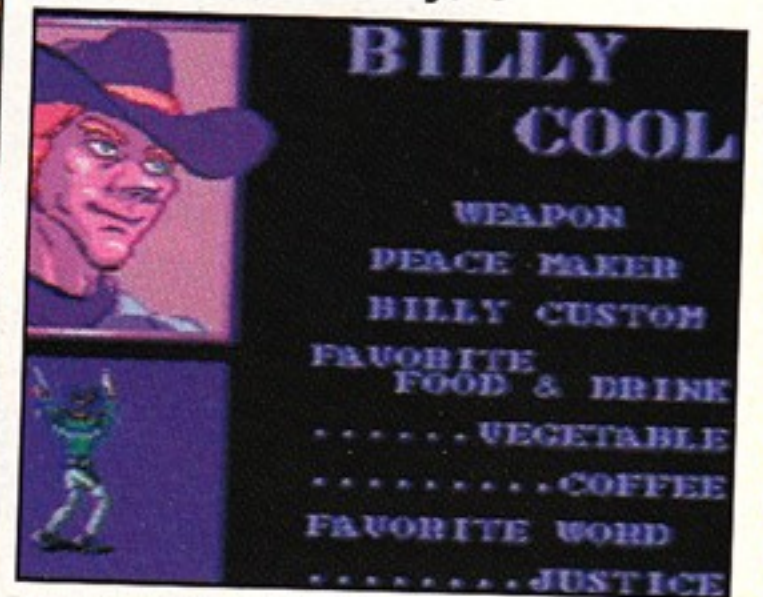 BILLY
COOL
WEAPON
PEACE MAKER
BILLY CUSTOM
FAVORITE
FOOD & DRINK
......VEGETABLE
.........COFFEE
FAVORITE WORD
........JUSTICE